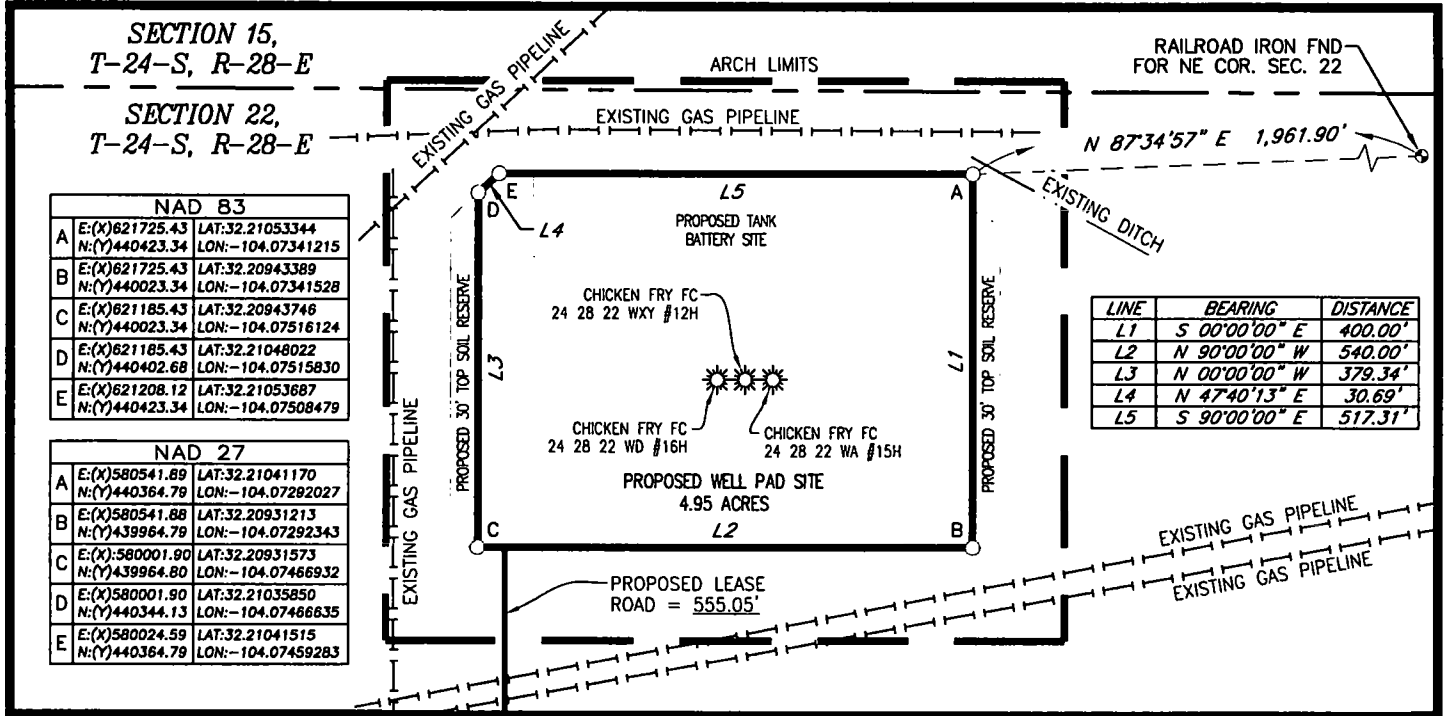 SECTION 15,
T-24-S, R-28-E
SECTION 22,
T-24-S, R-28-E
EXISTING GAS PIPELINE
ARCH LIMITS
EXISTING GAS PIPELINE
RAILROAD IRON FND
FOR NE COR. SEC. 22
N 87°34'57" E 1,961.90'
EXISTING DITCH
NAD 83
A E:(X)621725.43 LAT:32.21053344
N:(Y)440423.34 LON:-104.07341215
B E:(X)621725.43 LAT:32.20943389
N:(Y)440023.34 LON:-104.07341528
C E:(X)621185.43 LAT:32.20943746
N:(Y)440023.34 LON:-104.07516124
D E:(X)621185.43 LAT:32.21048022
N:(Y)440402.68 LON:-104.07515830
E E:(X)621208.12 LAT:32.21053687
N:(Y)440423.34 LON:-104.07508479
NAD 27
A E:(X)580541.89 LAT:32.21041170
N:(Y)440364.79 LON:-104.07292027
B E:(X)580541.88 LAT:32.20931213
N:(Y)439964.79 LON:-104.07292343
C E:(X):580001.90 LAT:32.20931573
N:(Y)439964.80 LON:-104.07466932
D E:(X)580001.90 LAT:32.21035850
N:(Y)440344.13 LON:-104.07466635
E E:(X)580024.59 LAT:32.21041515
N:(Y)440364.79 LON:-104.07459283
E
D
L4
L5
A
PROPOSED TANK
BATTERY SITE
CHICKEN FRY FC
24 28 22 WXY #12H
L3
PROPOSED 30' TOP SOIL RESERVE
L1
PROPOSED 30' TOP SOIL RESERVE
CHICKEN FRY FC
24 28 22 WD #16H
CHICKEN FRY FC
24 28 22 WA #15H
PROPOSED WELL PAD SITE
4.95 ACRES
C
L2
B
EXISTING GAS PIPELINE
PROPOSED LEASE
ROAD = 555.05'
LINE BEARING DISTANCE
L1 S 00°00'00" E 400.00'
L2 N 90°00'00" W 540.00'
L3 N 00°00'00" W 379.34'
L4 N 47°40'13" E 30.69'
L5 S 90°00'00" E 517.31'
EXISTING GAS PIPELINE
EXISTING GAS PIPELINE